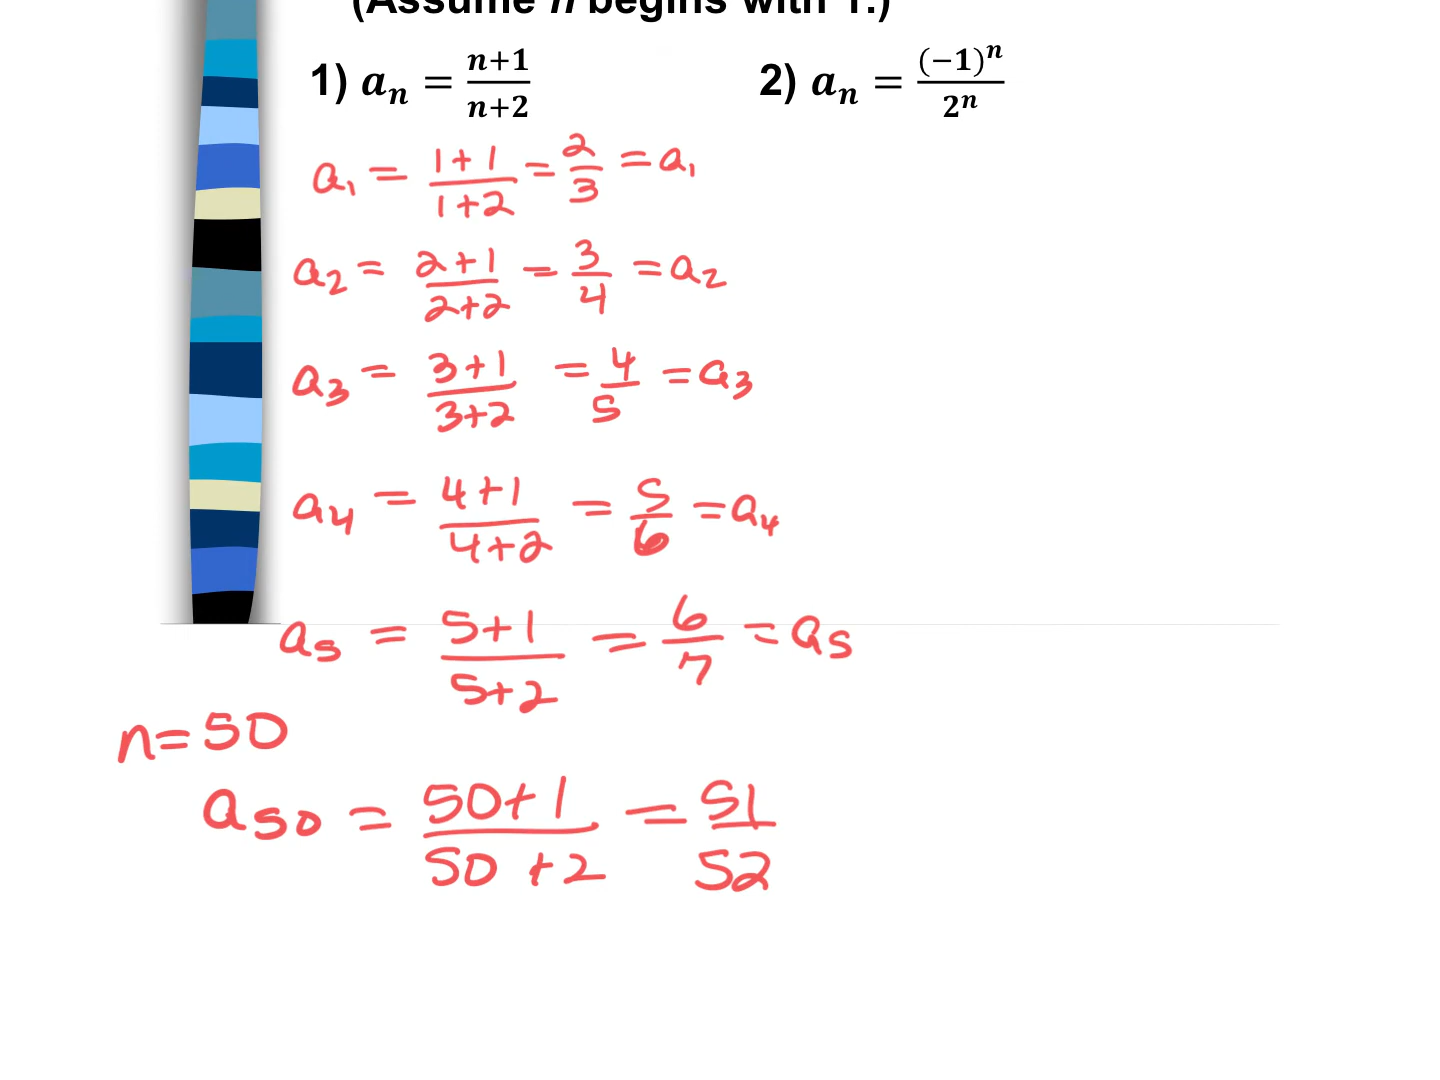 (Assume n begins with 1.)
1) aₙ = (n+1)/(n+2)
2) aₙ = (−1)ⁿ/2ⁿ
a₁ = (1+1)/(1+2) = 2/3 = a₁
a₂ = (2+1)/(2+2) = 3/4 = a₂
a₃ = (3+1)/(3+2) = 4/5 = a₃
a₄ = (4+1)/(4+2) = 5/6 = a₄
a₅ = (5+1)/(5+2) = 6/7 = a₅
n=50
a₅₀ = (50+1)/(50+2) = 51/52